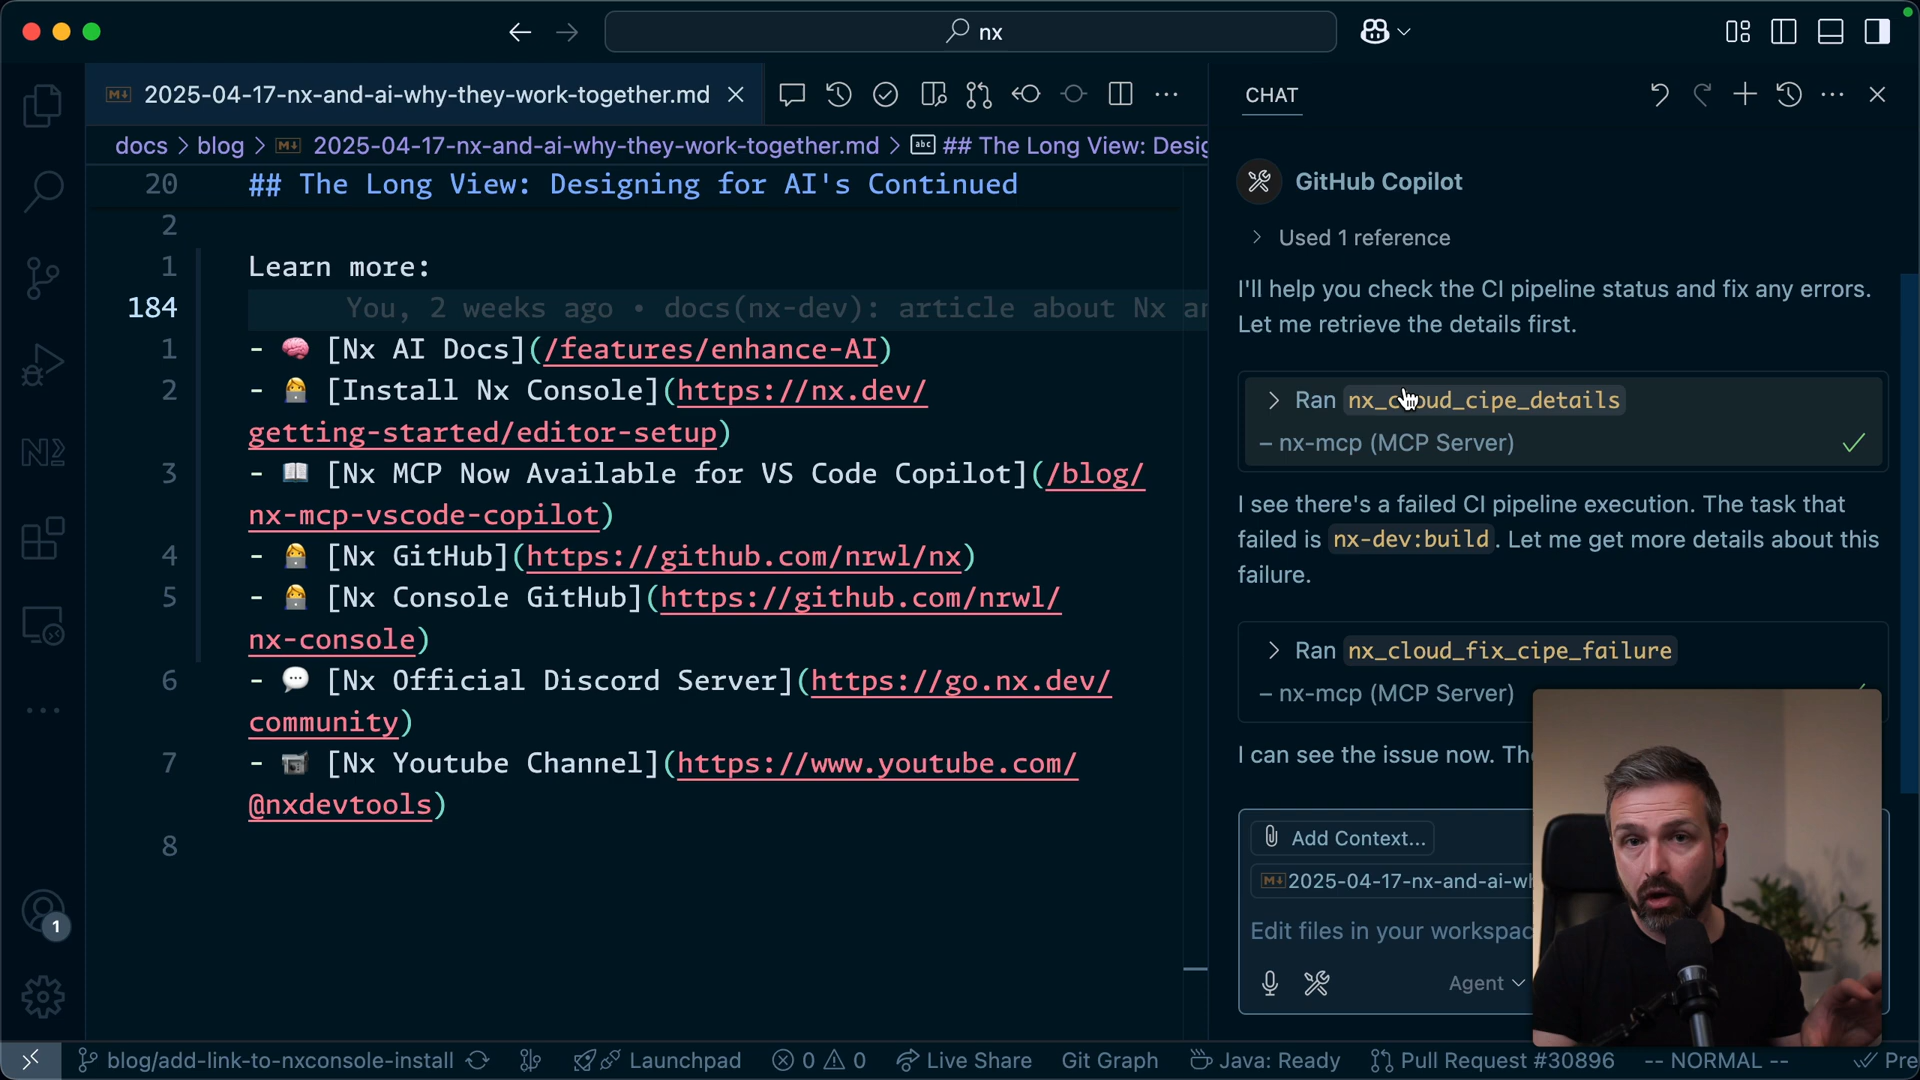 nx
2025-04-17-nx-and-ai-why-they-work-together.md
docs > blog > 2025-04-17-nx-and-ai-why-they-work-together.md > abc ## The Long View: Desig
20 ## The Long View: Designing for AI's Continued
2
1 Learn more:
184 You, 2 weeks ago • docs(nx-dev): article about Nx an
1 - 🧠 [Nx AI Docs](/features/enhance-AI)
2 - 👩‍💻 [Install Nx Console](https://nx.dev/
getting-started/editor-setup)
3 - 📖 [Nx MCP Now Available for VS Code Copilot](/blog/
nx-mcp-vscode-copilot)
4 - 👩‍💻 [Nx GitHub](https://github.com/nrwl/nx)
5 - 👩‍💻 [Nx Console GitHub](https://github.com/nrwl/
nx-console)
6 - 💬 [Nx Official Discord Server](https://go.nx.dev/
community)
7 - 📹 [Nx Youtube Channel](https://www.youtube.com/
@nxdevtools)
8
CHAT
GitHub Copilot
> Used 1 reference
I'll help you check the CI pipeline status and fix any errors.
Let me retrieve the details first.
> Ran nx_cloud_cipe_details
– nx-mcp (MCP Server)
I see there's a failed CI pipeline execution. The task that
failed is nx-dev:build. Let me get more details about this
failure.
> Ran nx_cloud_fix_cipe_failure
– nx-mcp (MCP Server)
I can see the issue now. Th
Add Context...
M↓ 2025-04-17-nx-and-ai-wh
Edit files in your workspac
Agent
1
blog/add-link-to-nxconsole-install Launchpad 0 0 Live Share Git Graph Java: Ready Pull Request #30896 -- NORMAL -- Pre